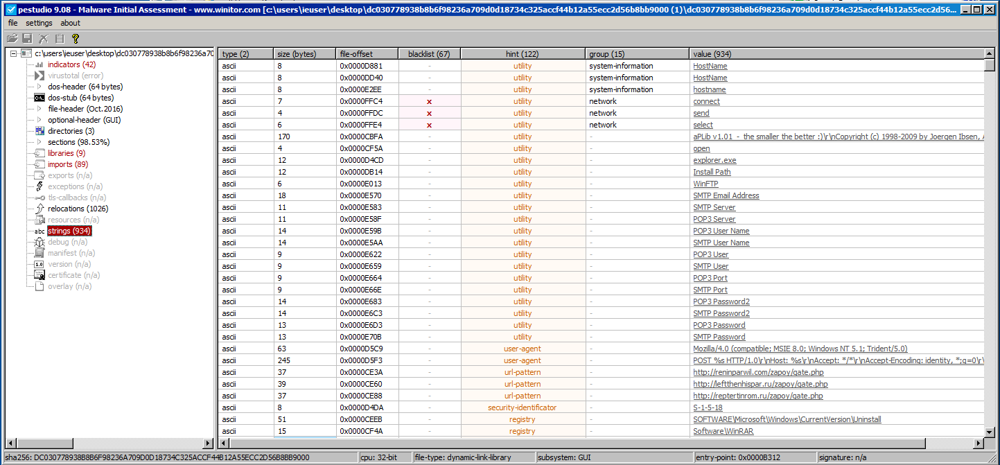 pestudio 9.08 - Malware Initial Assessment - www.winitor.com [c:\users\ieuser\desktop\dc030778938b8b6f98236a709d0d18734c325accf44b12a55ecc2d56b8bb9000 (1)\dc030778938b8b6f98236a709d0d18734c325accf44b12a55ecc2d56...
file settings about
c:\users\ieuser\desktop\dc030778938b8b6f98236a70
indicators (42)
virustotal (error)
dos-header (64 bytes)
dos-stub (64 bytes)
file-header (Oct.2016)
optional-header (GUI)
directories (3)
sections (98.53%)
libraries (9)
imports (89)
exports (n/a)
exceptions (n/a)
tls-callbacks (n/a)
relocations (1026)
resources (n/a)
abc strings (934)
debug (n/a)
manifest (n/a)
1.0 version (n/a)
certificate (n/a)
overlay (n/a)
type (2) size (bytes) file-offset blacklist (67) hint (122) group (15) value (934)
ascii 8 0x0000D881 - utility system-information HostName
ascii 8 0x0000DD40 - utility system-information HostName
ascii 8 0x0000E2EE - utility system-information hostname
ascii 7 0x0000FFC4 x utility network connect
ascii 4 0x0000FFDC x utility network send
ascii 6 0x0000FFE4 x utility network select
ascii 170 0x0000CBFA - utility - aPLib v1.01 - the smaller the better :)\r\nCopyright (c) 1998-2009 by Joergen Ibsen, A
ascii 4 0x0000CF5A - utility - open
ascii 12 0x0000D4CD - utility - explorer.exe
ascii 12 0x0000DB14 - utility - Install Path
ascii 6 0x0000E013 - utility - WinFTP
ascii 18 0x0000E570 - utility - SMTP Email Address
ascii 11 0x0000E583 - utility - SMTP Server
ascii 11 0x0000E58F - utility - POP3 Server
ascii 14 0x0000E59B - utility - POP3 User Name
ascii 14 0x0000E5AA - utility - SMTP User Name
ascii 9 0x0000E622 - utility - POP3 User
ascii 9 0x0000E659 - utility - SMTP User
ascii 9 0x0000E664 - utility - POP3 Port
ascii 9 0x0000E66E - utility - SMTP Port
ascii 14 0x0000E683 - utility - POP3 Password2
ascii 14 0x0000E6C3 - utility - SMTP Password2
ascii 13 0x0000E6D3 - utility - POP3 Password
ascii 13 0x0000E70B - utility - SMTP Password
ascii 63 0x0000D5C9 - user-agent - Mozilla/4.0 (compatible; MSIE 8.0; Windows NT 5.1; Trident/5.0)
ascii 245 0x0000D5F3 - user-agent - POST %s HTTP/1.0\r\nHost: %s\r\nAccept: */*\r\nAccept-Encoding: identity, *;q=0\r\
ascii 37 0x0000CE3A - url-pattern - http://reninparwil.com/zapoy/gate.php
ascii 39 0x0000CE60 - url-pattern - http://leftthenhispar.ru/zapoy/gate.php
ascii 37 0x0000CE88 - url-pattern - http://reptertinrom.ru/zapoy/gate.php
ascii 8 0x0000D4DA - security-identificator - S-1-5-18
ascii 51 0x0000CEEB - registry - SOFTWARE\Microsoft\Windows\CurrentVersion\Uninstall
ascii 15 0x0000CF4A - registry - Software\WinRAR
sha256: DC030778938B8B6F98236A709D0D18734C325ACCF44B12A55ECC2D56B8BB9000 cpu: 32-bit file-type: dynamic-link-library subsystem: GUI entry-point: 0x0000B312 signature: n/a